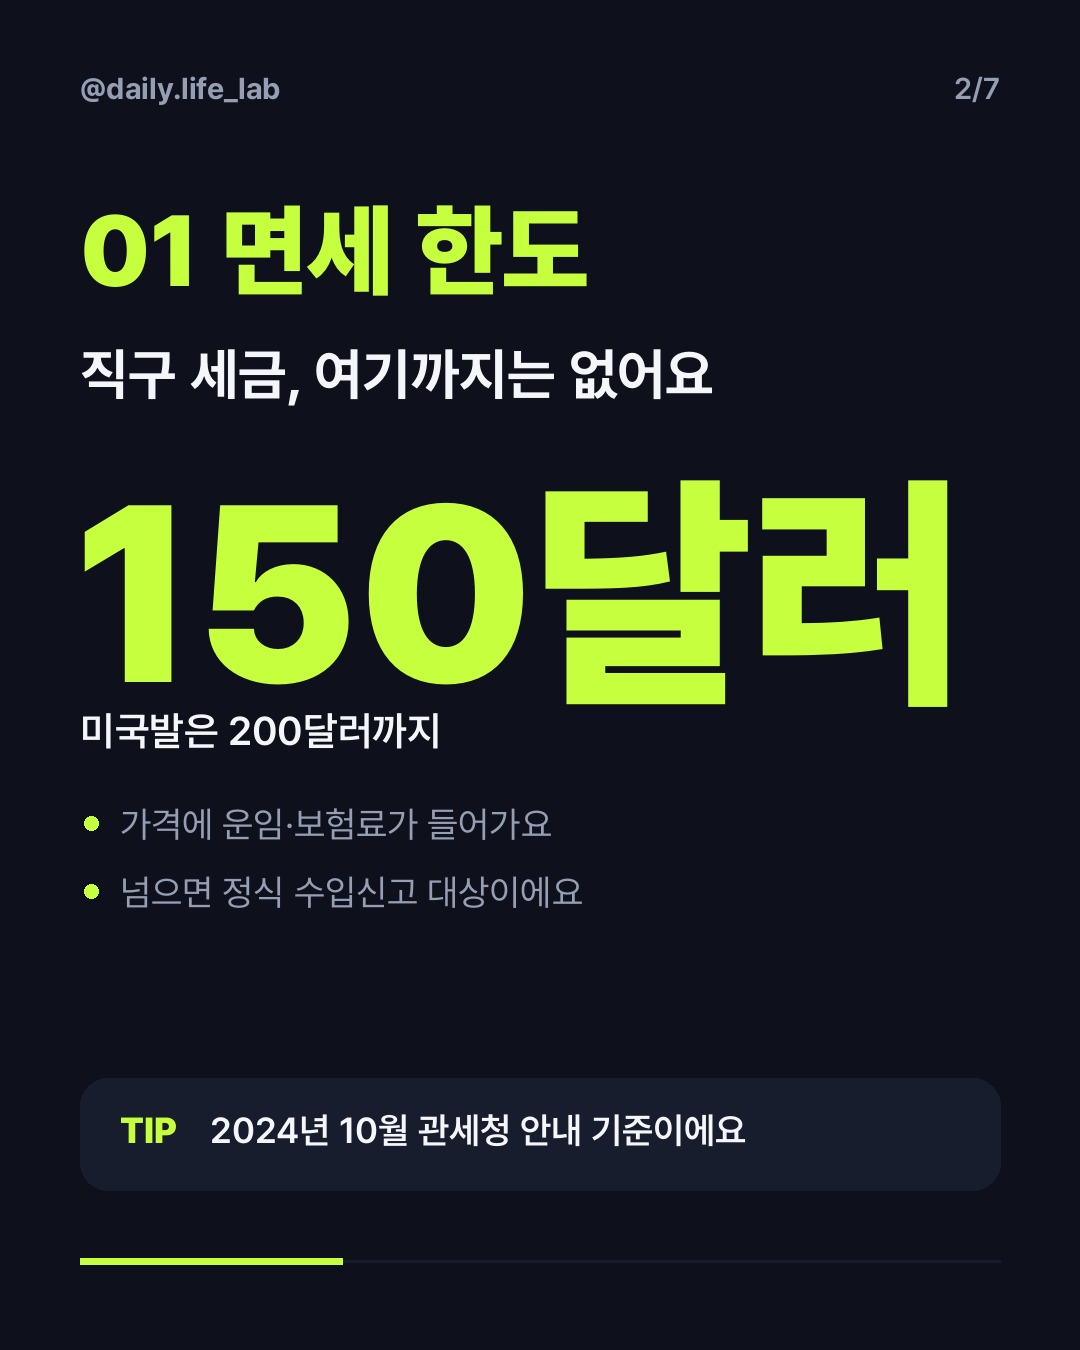 @daily.life_lab
2/7
01 면세 한도
직구 세금, 여기까지는 없어요
150달러
미국발은 200달러까지
가격에 운임·보험료가 들어가요
넘으면 정식 수입신고 대상이에요
TIP 2024년 10월 관세청 안내 기준이에요